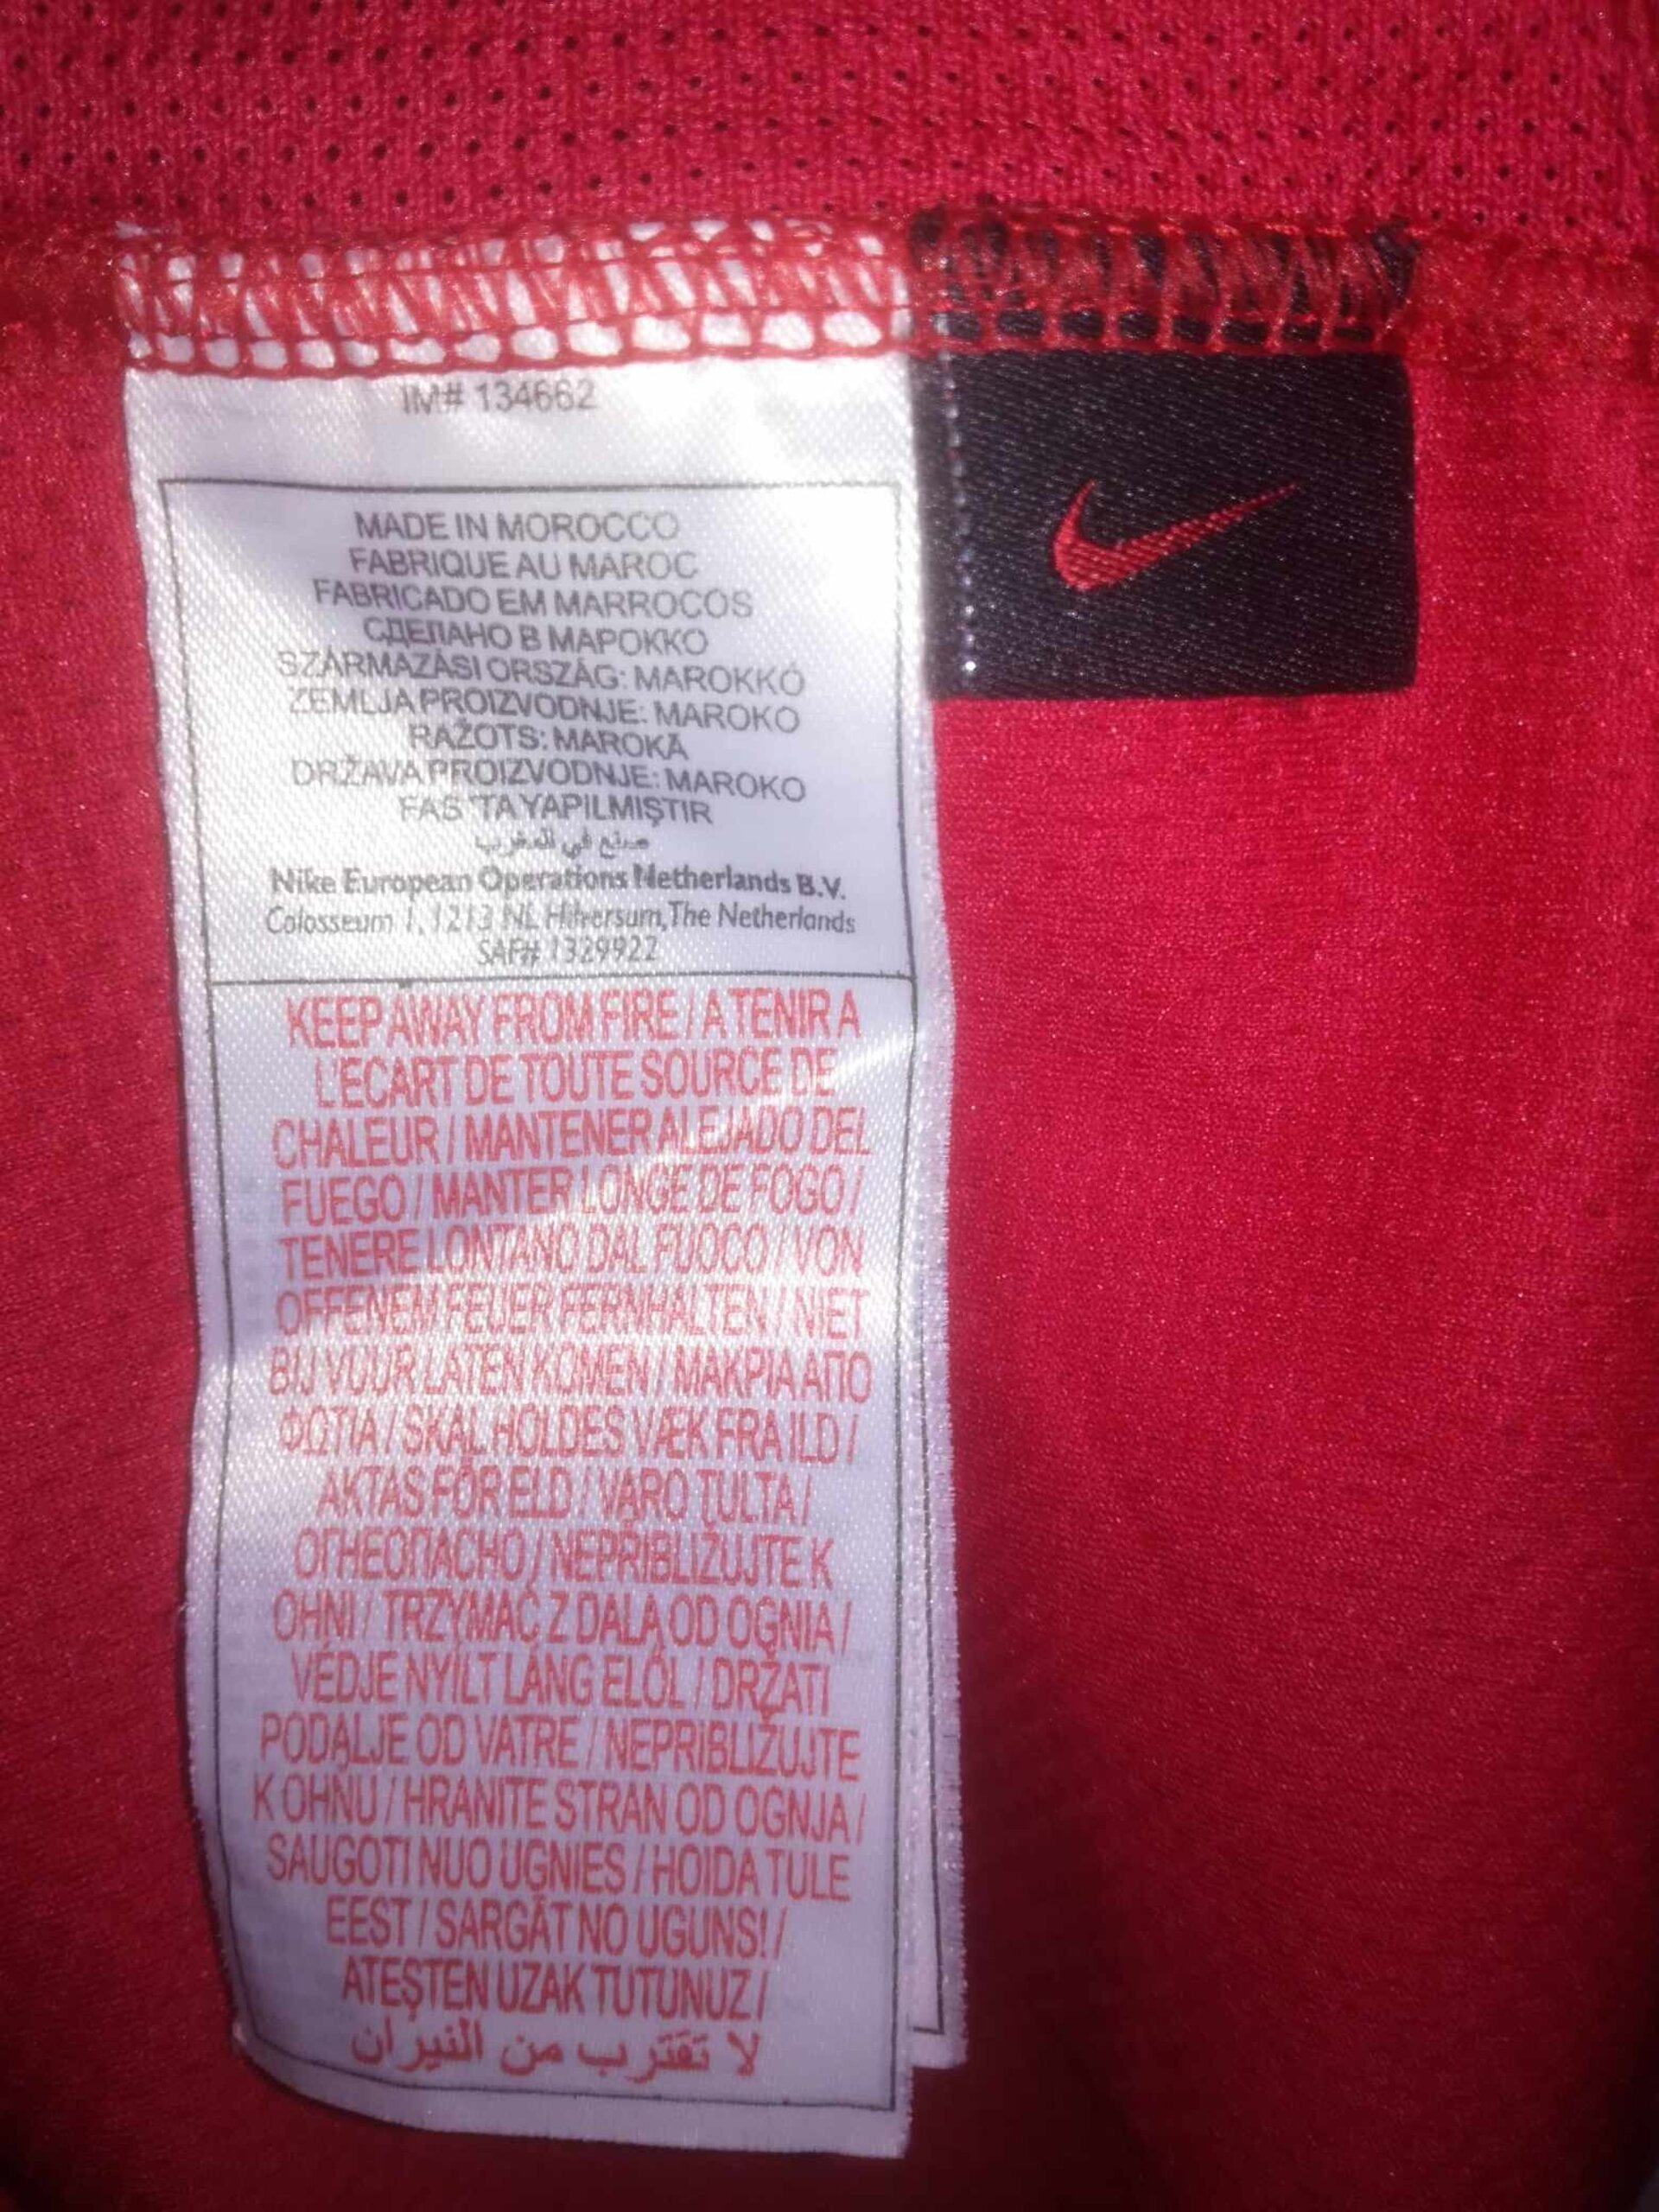 IM# 134662
MADE IN MOROCCO
FABRIQUE AU MAROC
FABRICADO EM MARROCOS
СДЕЛАНО В МАРОККО
SZÁRMAZÁSI ORSZÁG: MAROKKÓ
ZEMLJA PROIZVODNJE: MAROKO
RAŽOTS: MAROKĀ
DRŽAVA PROIZVODNJE: MAROKO
FAS 'TA YAPILMIŞTIR
صنع في المغرب
Nike European Operations Netherlands B.V.
Colosseum 1, 1213 NL Hilversum, The Netherlands
SAF# 1329922
KEEP AWAY FROM FIRE / A TENIR A
L'ECART DE TOUTE SOURCE DE
CHALEUR / MANTENER ALEJADO DEL
FUEGO / MANTER LONGE DE FOGO /
TENERE LONTANO DAL FUOCO / VON
OFFENEM FEUER FERNHALTEN / NIET
BIJ VUUR LATEN KOMEN / ΜΑΚΡΙΑ ΑΠΟ
ΦΩΤΙΑ / SKAL HOLDES VÆK FRA ILD /
AKTAS FÖR ELD / VARO TULTA /
ОГНЕОПАСНО / NEPŘIBLIŽUJTE K
OHNI / TRZYMAĆ Z DALA OD OGNIA /
VÉDJE NYÍLT LÁNG ELŐL / DRŽATI
PODALJE OD VATRE / NEPRIBLIŽUJTE
K OHŇU / HRANITE STRAN OD OGNJA /
SAUGOTI NUO UGNIES / HOIDA TULE
EEST / SARGĀT NO UGUNS! /
ATEŞTEN UZAK TUTUNUZ /
لا تقترب من النيران